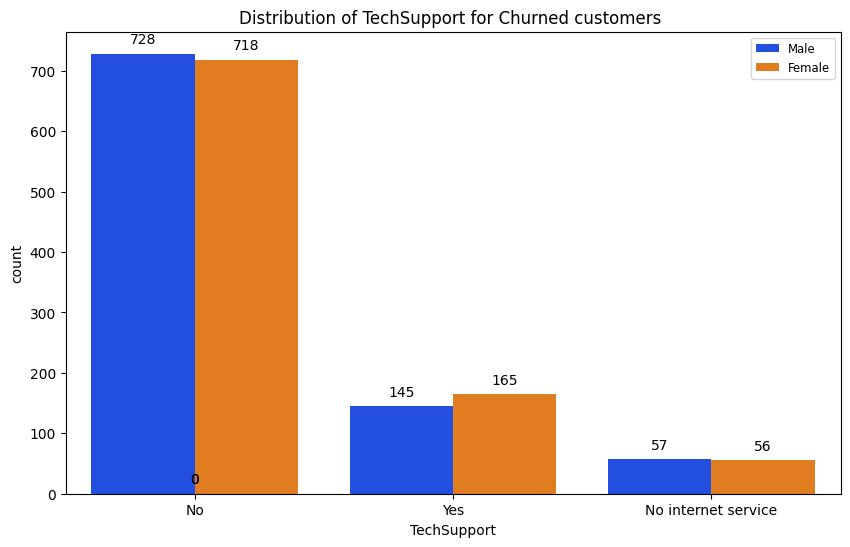 Distribution of TechSupport for Churned customers
Male
Female
728
718
145
165
57
56
0
700
600
500
400
300
200
100
0
count
No
Yes
No internet service
TechSupport